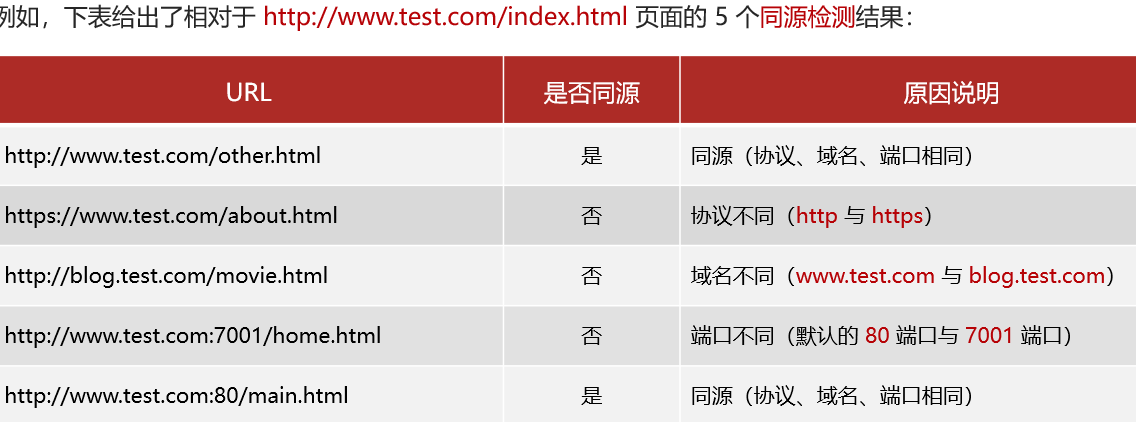 例如，下表给出了相对于 http://www.test.com/index.html 页面的 5 个同源检测结果：
URL 是否同源 原因说明
http://www.test.com/other.html 是 同源（协议、域名、端口相同）
https://www.test.com/about.html 否 协议不同（http 与 https）
http://blog.test.com/movie.html 否 域名不同（www.test.com 与 blog.test.com）
http://www.test.com:7001/home.html 否 端口不同（默认的 80 端口与 7001 端口）
http://www.test.com:80/main.html 是 同源（协议、域名、端口相同）